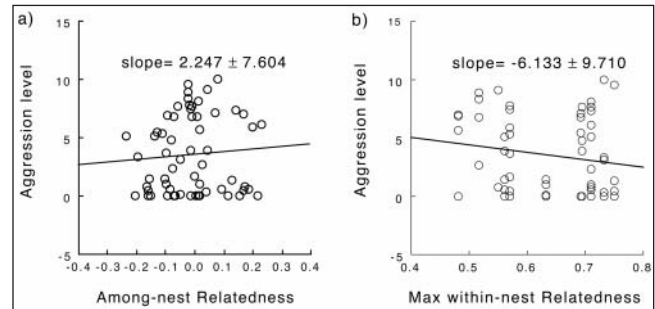 a)
slope= 2.247 ± 7.604
Aggression level
15
10
5
0
-5
-0.4 -0.3 -0.2 -0.1 0.0 0.1 0.2 0.3 0.4
Among-nest Relatedness
b)
slope= -6.133 ± 9.710
Aggression level
15
10
5
0
-5
0.4 0.5 0.6 0.7 0.8
Max within-nest Relatedness